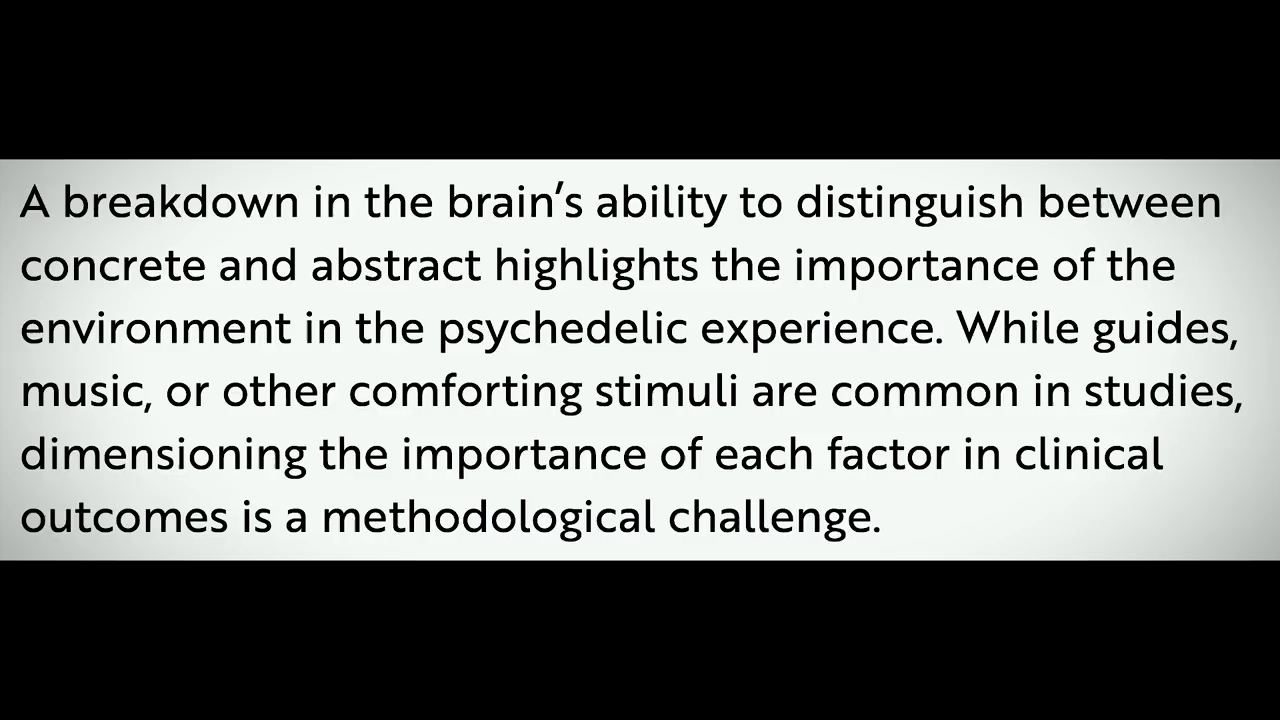 A breakdown in the brain’s ability to distinguish between
concrete and abstract highlights the importance of the
environment in the psychedelic experience. While guides,
music, or other comforting stimuli are common in studies,
dimensioning the importance of each factor in clinical
outcomes is a methodological challenge.